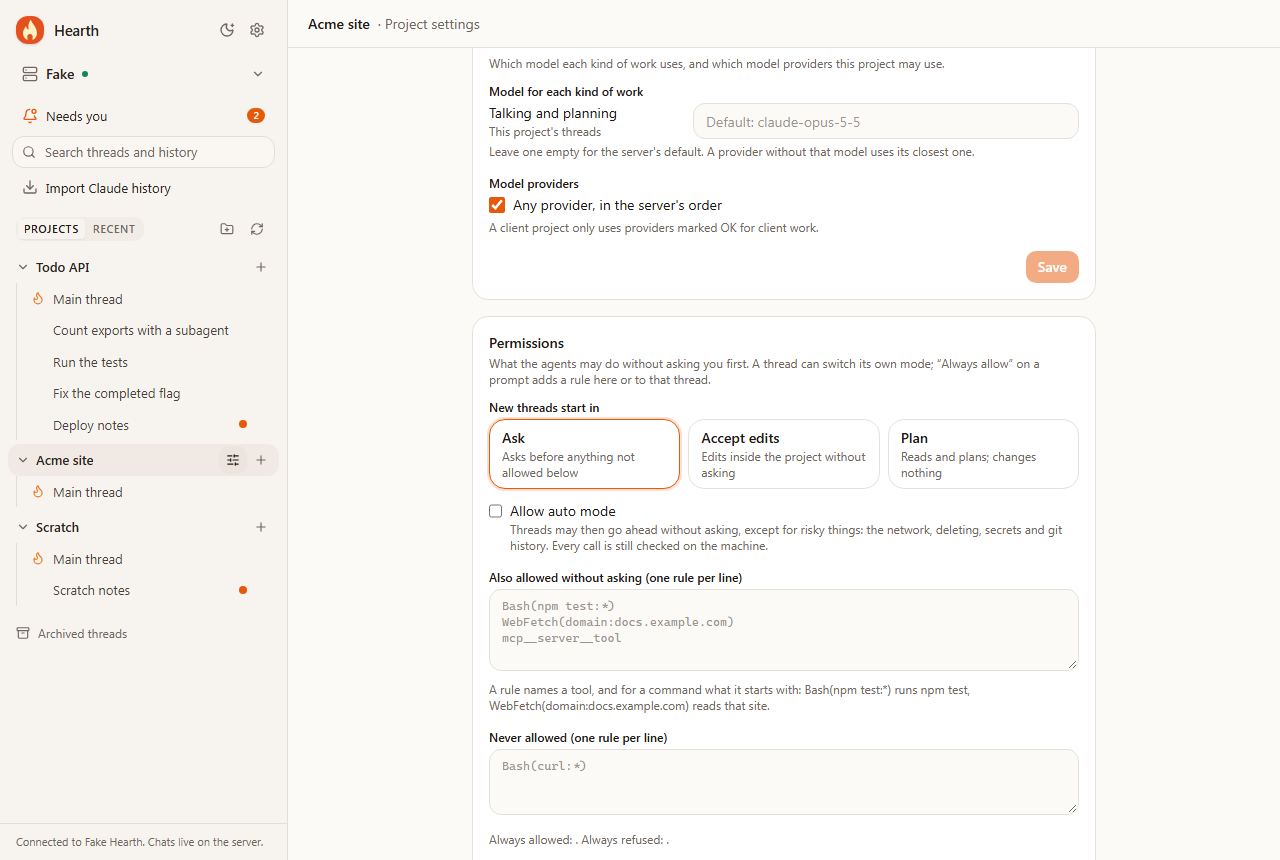 Hearth
Fake
Needs you
2
Search threads and history
Import Claude history
PROJECTS
RECENT
Todo API
Main thread
Count exports with a subagent
Run the tests
Fix the completed flag
Deploy notes
Acme site
Main thread
Scratch
Main thread
Scratch notes
Archived threads
Connected to Fake Hearth. Chats live on the server.
Acme site · Project settings
Which model each kind of work uses, and which model providers this project may use.
Model for each kind of work
Talking and planning
This project's threads
Default: claude-opus-5-5
Leave one empty for the server's default. A provider without that model uses its closest one.
Model providers
Any provider, in the server's order
A client project only uses providers marked OK for client work.
Save
Permissions
What the agents may do without asking you first. A thread can switch its own mode; “Always allow” on a
prompt adds a rule here or to that thread.
New threads start in
Ask
Asks before anything not
allowed below
Accept edits
Edits inside the project without
asking
Plan
Reads and plans; changes
nothing
Allow auto mode
Threads may then go ahead without asking, except for risky things: the network, deleting, secrets and git
history. Every call is still checked on the machine.
Also allowed without asking (one rule per line)
Bash(npm test:*)
WebFetch(domain:docs.example.com)
mcp__server__tool
A rule names a tool, and for a command what it starts with: Bash(npm test:*) runs npm test,
WebFetch(domain:docs.example.com) reads that site.
Never allowed (one rule per line)
Bash(curl:*)
Always allowed: . Always refused: .